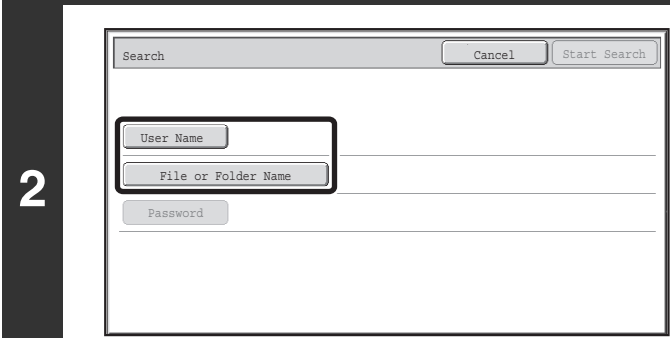 Search Cancel Start Search
User Name
2
File or Folder Name
Password